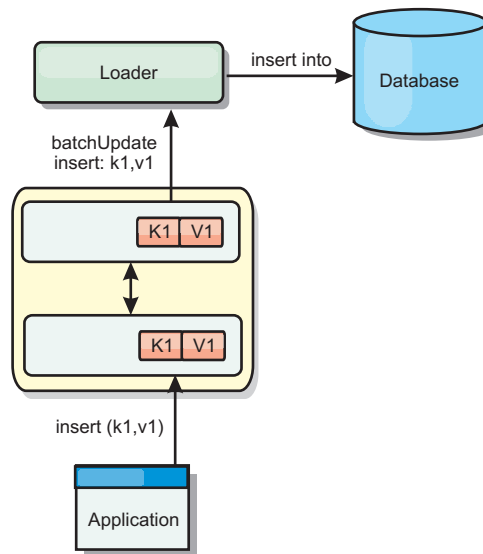 Loader
insert into
Database
batchUpdate
insert: k1,v1
K1 V1
K1 V1
insert (k1,v1)
Application